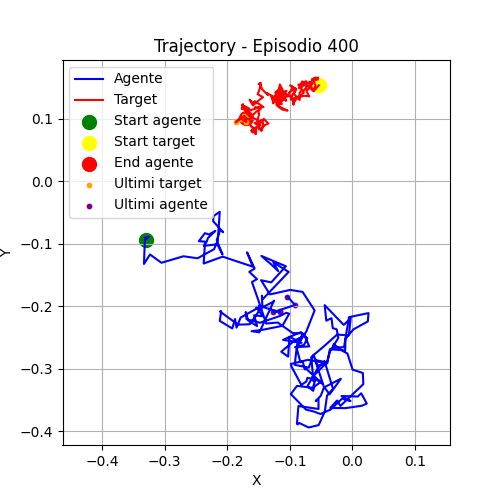 Trajectory - Episodio 400
Agente
Target
Start agente
Start target
End agente
Ultimi target
Ultimi agente
0.1
0.0
−0.1
−0.2
−0.3
−0.4
Y
−0.4 −0.3 −0.2 −0.1 0.0 0.1
X